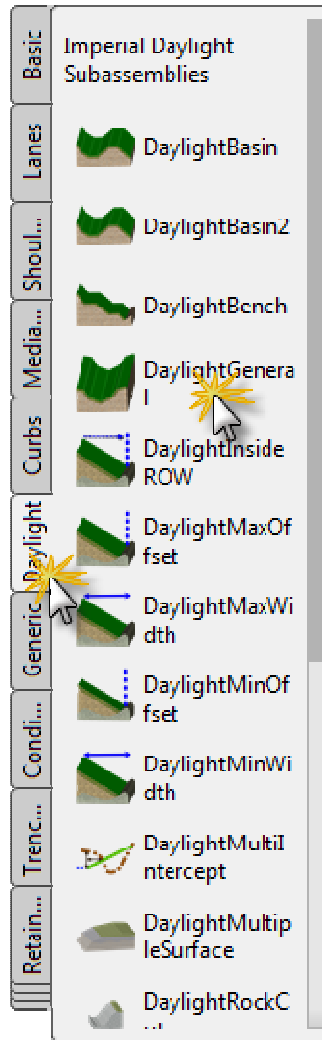 Basic
Lanes
Shoul...
Media...
Curbs
Daylight
Generic
Condi...
Trenc...
Retain...
Imperial Daylight
Subassemblies
DaylightBasin
DaylightBasin2
DaylightBench
DaylightGenera
l
DaylightInside
ROW
DaylightMaxOf
fset
DaylightMaxWi
dth
DaylightMinOf
fset
DaylightMinWi
dth
DaylightMultiI
ntercept
DaylightMultip
leSurface
DaylightRockC